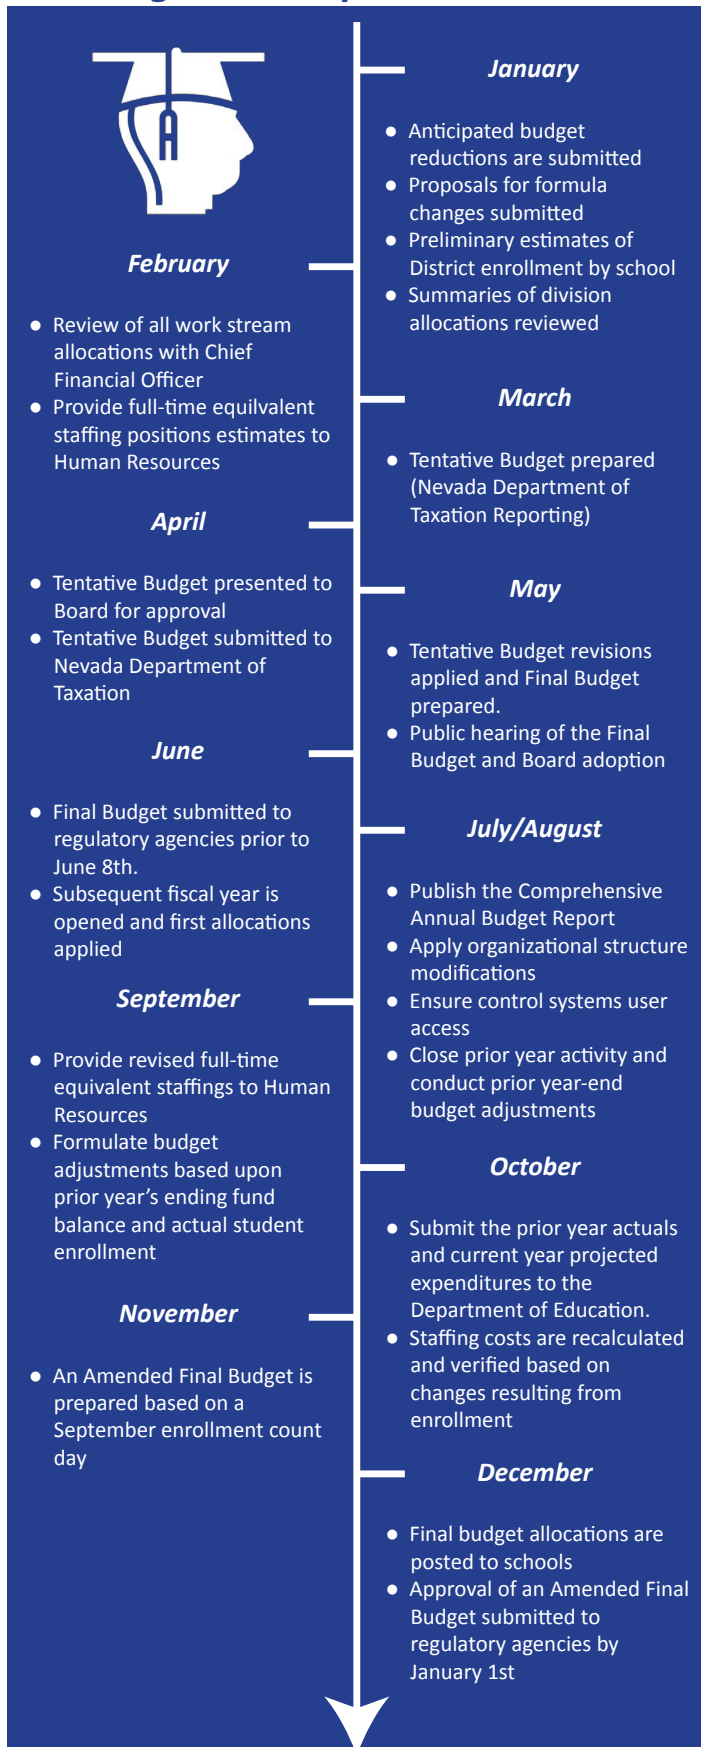 January
● Anticipated budget
reductions are submitted
● Proposals for formula
changes submitted
● Preliminary estimates of
District enrollment by school
● Summaries of division
allocations reviewed
February
● Review of all work stream
allocations with Chief
Financial Officer
● Provide full-time equilvalent
staffing positions estimates to
Human Resources
March
● Tentative Budget prepared
(Nevada Department of
Taxation Reporting)
April
● Tentative Budget presented to
Board for approval
● Tentative Budget submitted to
Nevada Department of
Taxation
May
● Tentative Budget revisions
applied and Final Budget
prepared.
● Public hearing of the Final
Budget and Board adoption
June
● Final Budget submitted to
regulatory agencies prior to
June 8th.
● Subsequent fiscal year is
opened and first allocations
applied
July/August
● Publish the Comprehensive
Annual Budget Report
● Apply organizational structure
modifications
● Ensure control systems user
access
● Close prior year activity and
conduct prior year-end
budget adjustments
September
● Provide revised full-time
equivalent staffings to Human
Resources
● Formulate budget
adjustments based upon
prior year’s ending fund
balance and actual student
enrollment
October
● Submit the prior year actuals
and current year projected
expenditures to the
Department of Education.
● Staffing costs are recalculated
and verified based on
changes resulting from
enrollment
November
● An Amended Final Budget is
prepared based on a
September enrollment count
day
December
● Final budget allocations are
posted to schools
● Approval of an Amended Final
Budget submitted to
regulatory agencies by
January 1st